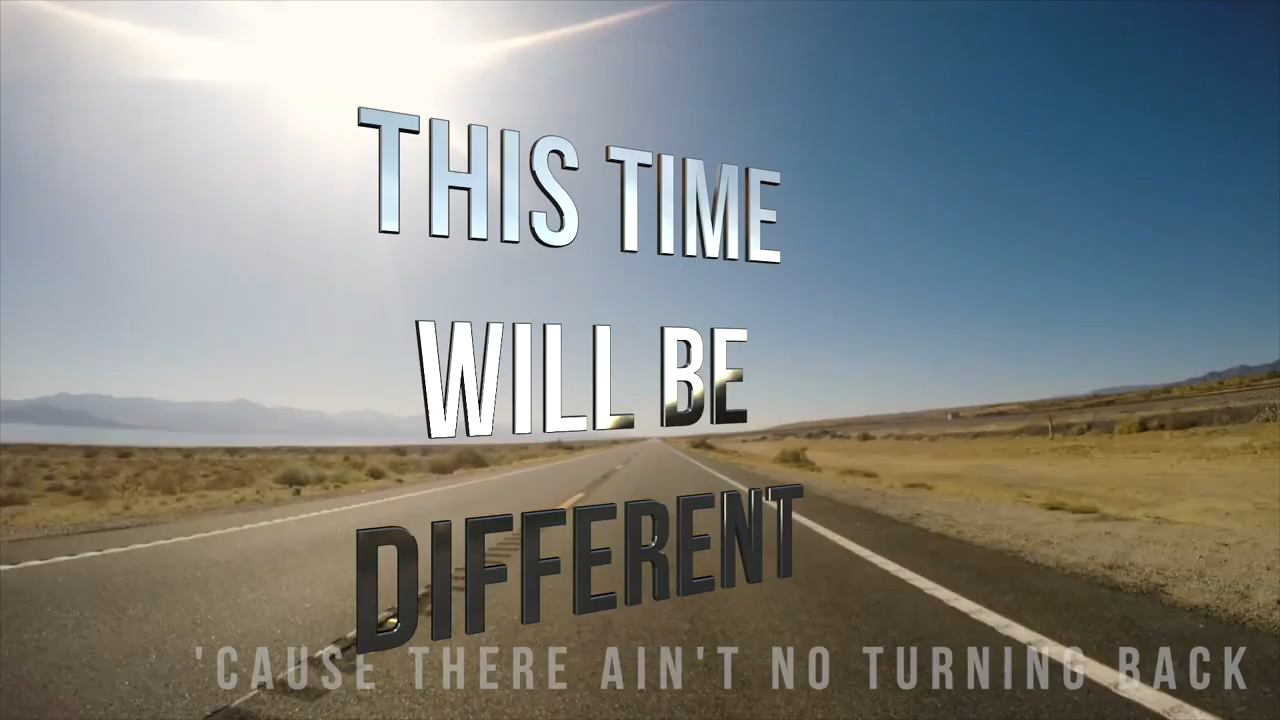 THIS TIME
WILL BE
DIFFERENT
'CAUSE THERE AIN'T NO TURNING BACK